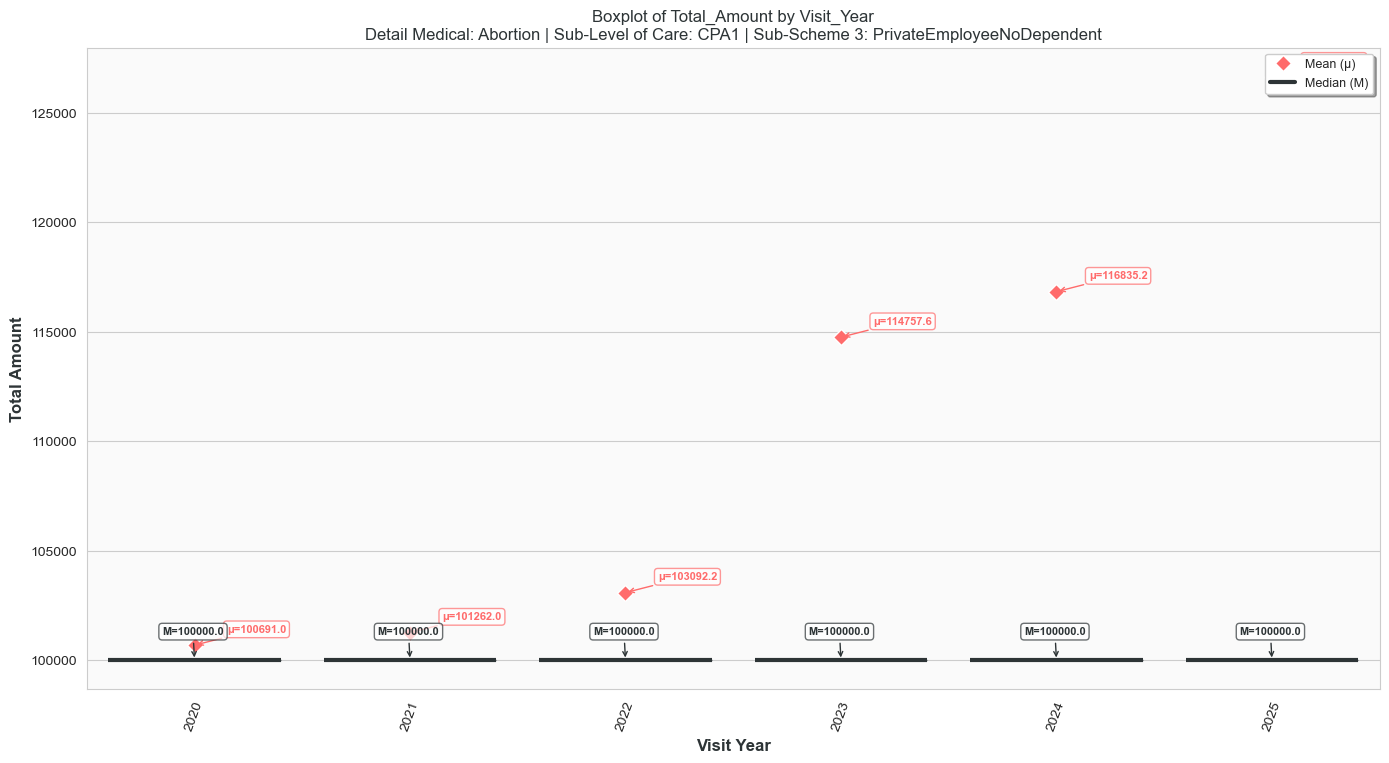 Boxplot of Total_Amount by Visit_Year
Detail Medical: Abortion | Sub-Level of Care: CPA1 | Sub-Scheme 3: PrivateEmployeeNoDependent
Mean (μ)
Median (M)
125000
120000
115000
110000
105000
100000
Total Amount
μ=116835.2
μ=114757.6
μ=103092.2
μ=101262.0
μ=100691.0
M=100000.0
M=100000.0
M=100000.0
M=100000.0
M=100000.0
M=100000.0
2020
2021
2022
2023
2024
2025
Visit Year